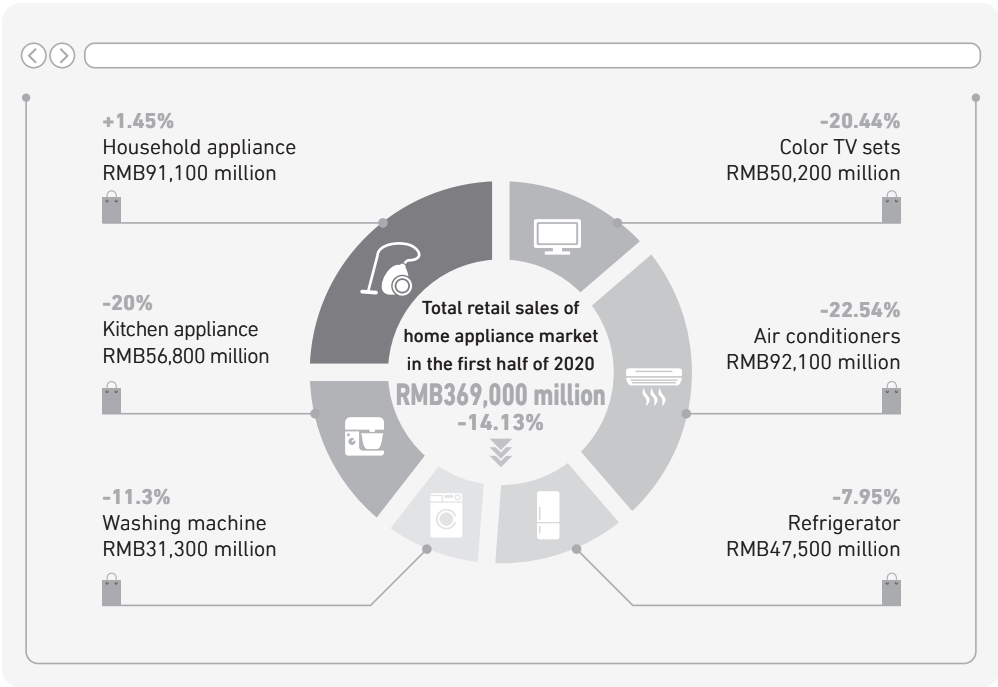 +1.45%
Household appliance
RMB91,100 million
-20%
Kitchen appliance
RMB56,800 million
-11.3%
Washing machine
RMB31,300 million
Total retail sales of
home appliance market
in the first half of 2020
RMB369,000 million
-14.13%
-20.44%
Color TV sets
RMB50,200 million
-22.54%
Air conditioners
RMB92,100 million
-7.95%
Refrigerator
RMB47,500 million